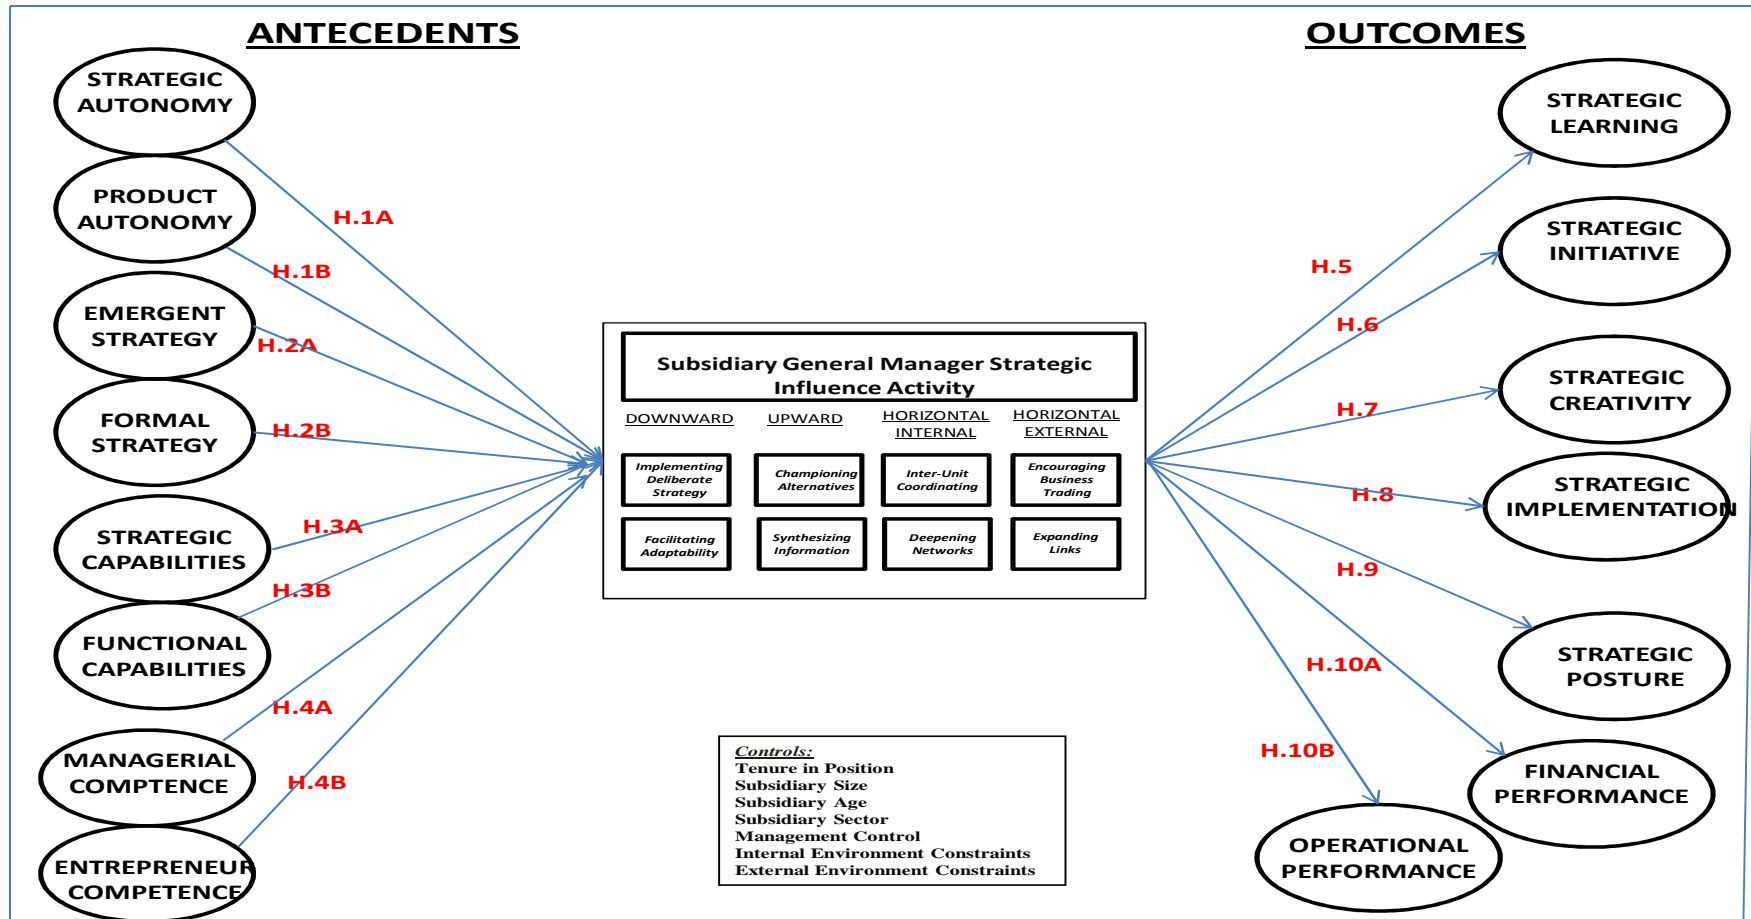 ANTECEDENTS
STRATEGIC
AUTONOMY
PRODUCT
AUTONOMY
EMERGENT
STRATEGY
FORMAL
STRATEGY
STRATEGIC
CAPABILITIES
FUNCTIONAL
CAPABILITIES
MANAGERIAL
COMPTENCE
ENTREPRENEUR
COMPETENCE
H.1A
H.1B
H.2A
H.2B
H.3A
H.3B
H.4A
H.4B
Subsidiary General Manager Strategic
Influence Activity
DOWNWARD
UPWARD
HORIZONTAL
INTERNAL
HORIZONTAL
EXTERNAL
Implementing
Deliberate
Strategy
Championing
Alternatives
Inter-Unit
Coordinating
Encouraging
Business
Trading
Facilitating
Adaptability
Synthesizing
Information
Deepening
Networks
Expanding
Links
Controls:
Tenure in Position
Subsidiary Size
Subsidiary Age
Subsidiary Sector
Management Control
Internal Environment Constraints
External Environment Constraints
OUTCOMES
H.5
H.6
H.7
H.8
H.9
H.10A
H.10B
STRATEGIC
LEARNING
STRATEGIC
INITIATIVE
STRATEGIC
CREATIVITY
STRATEGIC
IMPLEMENTATION
STRATEGIC
POSTURE
FINANCIAL
PERFORMANCE
OPERATIONAL
PERFORMANCE